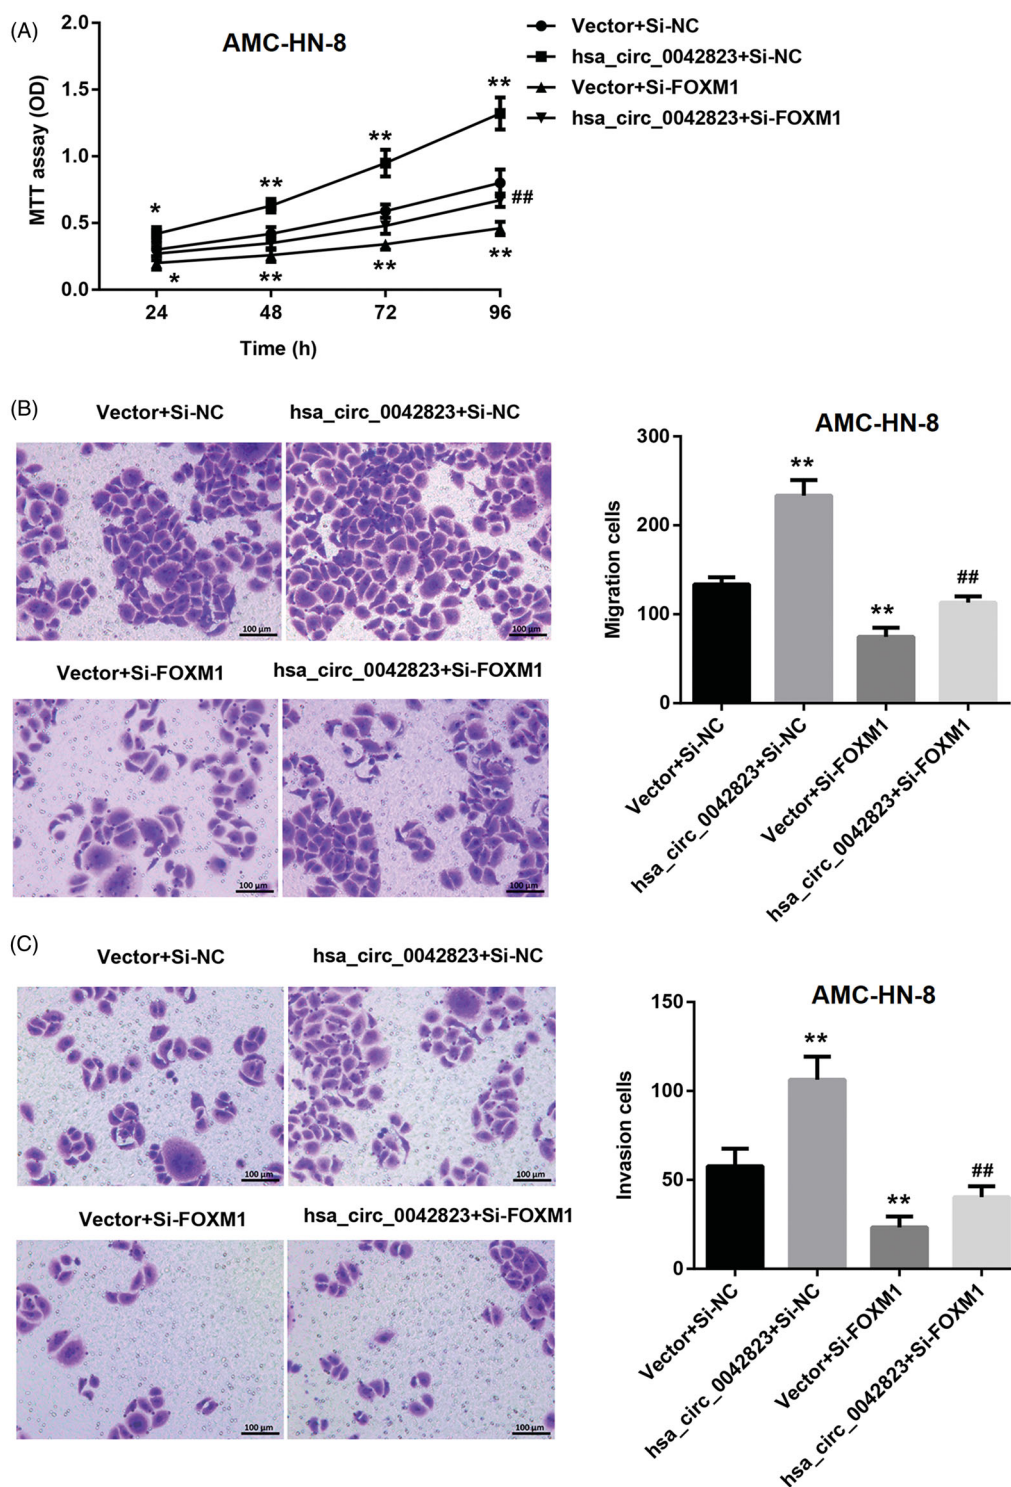 (A)
AMC-HN-8
MTT assay (OD)
2.0
1.5
1.0
0.5
0.0
24
48
72
96
Time (h)
*
**
**
**
##
*
**
**
**
Vector+Si-NC
hsa_circ_0042823+Si-NC
Vector+Si-FOXM1
hsa_circ_0042823+Si-FOXM1
(B)
Vector+Si-NC
hsa_circ_0042823+Si-NC
100 μm
100 μm
Vector+Si-FOXM1
hsa_circ_0042823+Si-FOXM1
100 μm
100 μm
AMC-HN-8
Migration cells
300
200
100
0
**
**
##
Vector+Si-NC
hsa_circ_0042823+Si-NC
Vector+Si-FOXM1
hsa_circ_0042823+Si-FOXM1
(C)
Vector+Si-NC
hsa_circ_0042823+Si-NC
100 μm
100 μm
Vector+Si-FOXM1
hsa_circ_0042823+Si-FOXM1
100 μm
100 μm
AMC-HN-8
Invasion cells
150
100
50
0
**
**
##
Vector+Si-NC
hsa_circ_0042823+Si-NC
Vector+Si-FOXM1
hsa_circ_0042823+Si-FOXM1